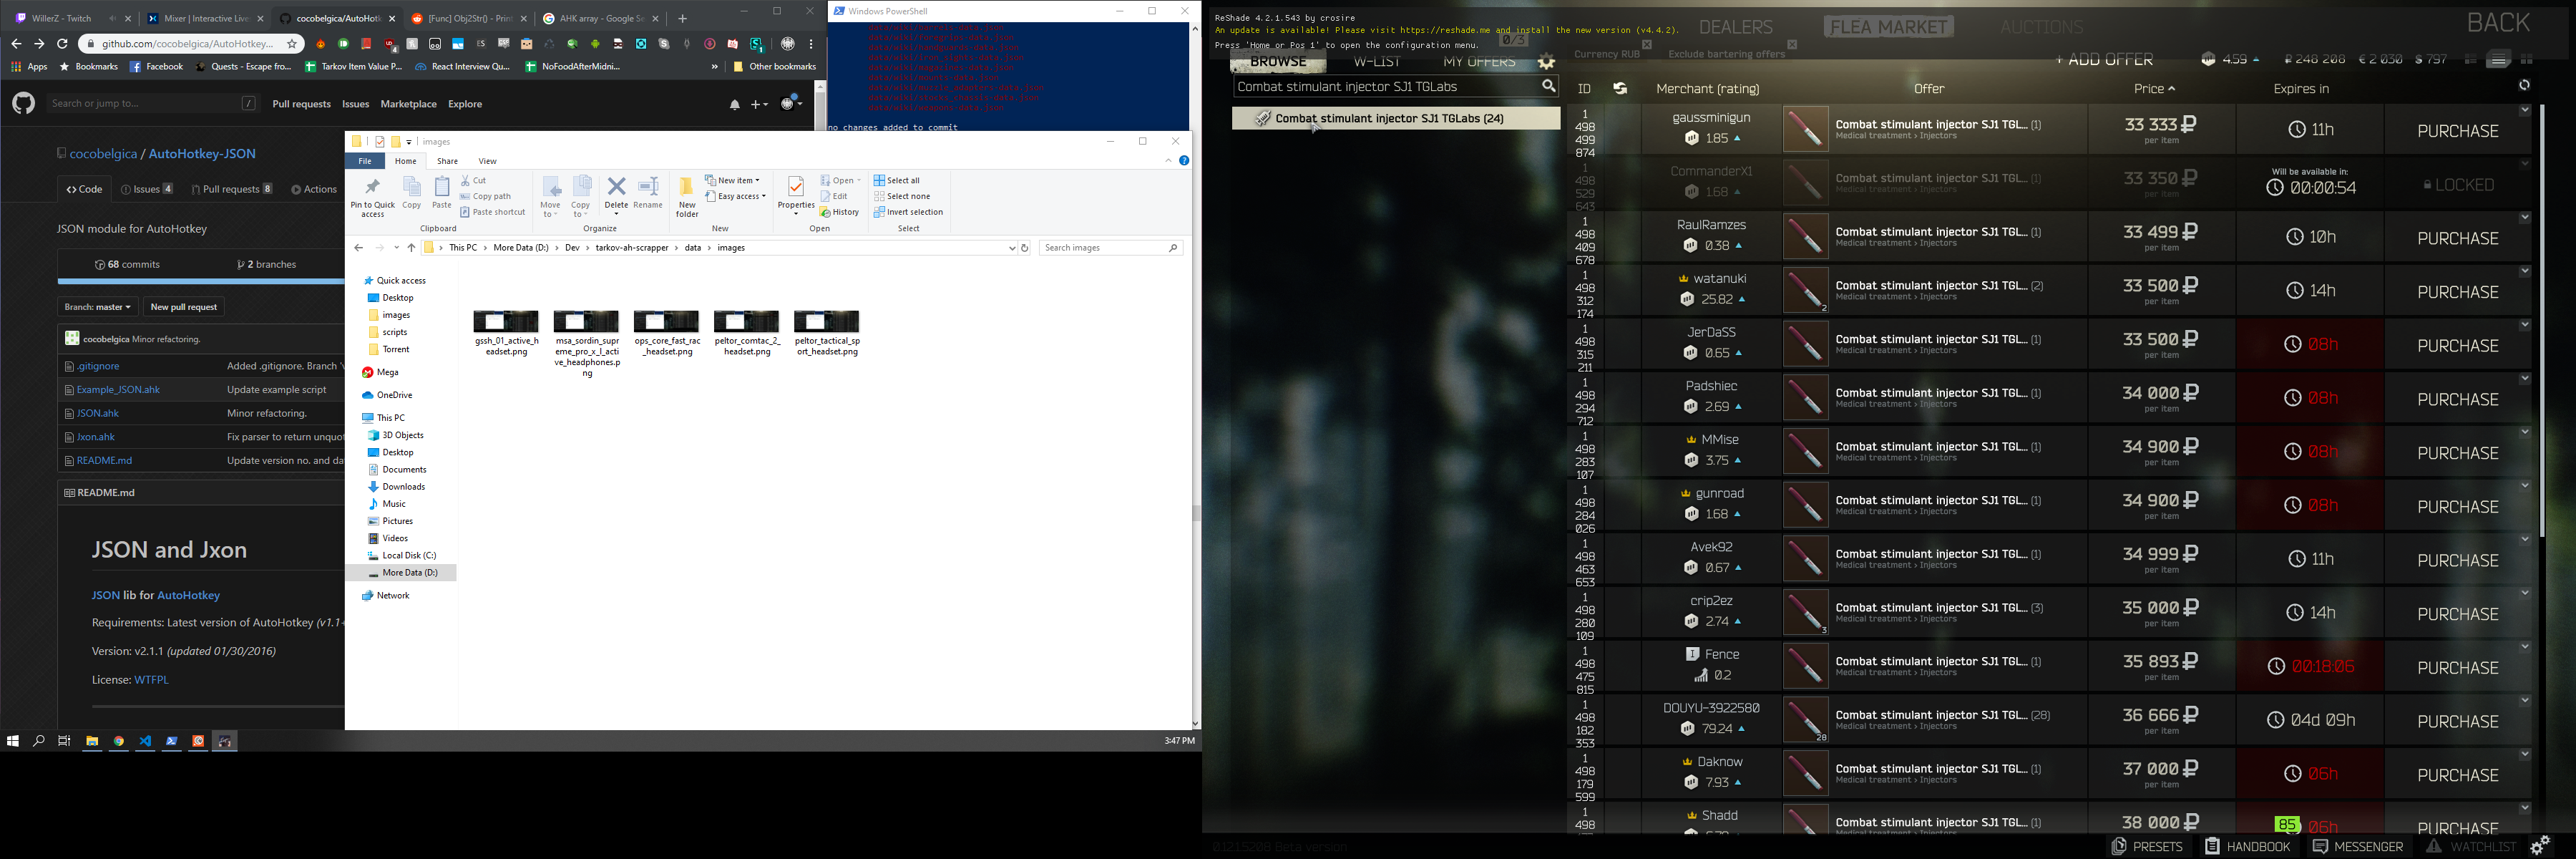 WillerZ - Twitch
Mixer | Interactive Live
cocobelgica/AutoHotk
[Func] Obj2Str() - Print
AHK array - Google Se
github.com/cocobelgica/AutoHotkey...
Apps
Bookmarks
Facebook
Quests - Escape fro...
Tarkov Item Value P...
React Interview Qu...
NoFoodAfterMidni...
Other bookmarks
Search or jump to...
Pull requests
Issues
Marketplace
Explore
cocobelgica / AutoHotkey-JSON
Code
Issues 4
Pull requests 8
Actions
JSON module for AutoHotkey
68 commits
2 branches
Branch: master
New pull request
cocobelgica Minor refactoring.
.gitignore
Added .gitignore. Branch 'v
Example_JSON.ahk
Update example script
JSON.ahk
Minor refactoring.
Jxon.ahk
Fix parser to return unquot
README.md
Update version no. and da
README.md
JSON and Jxon
JSON lib for AutoHotkey
Requirements: Latest version of AutoHotkey (v1.1+
Version: v2.1.1 (updated 01/30/2016)
License: WTFPL
Windows PowerShell
no changes added to commit
images
File
Home
Share
View
Pin to Quick access
Copy
Paste
Cut
Copy path
Paste shortcut
Clipboard
Move to
Copy to
Delete
Rename
Organize
New folder
New item
Easy access
New
Properties
Open
Edit
History
Open
Select all
Select none
Invert selection
Select
This PC > More Data (D:) > Dev > tarkov-ah-scrapper > data > images
Search images
Quick access
Desktop
images
scripts
Torrent
Mega
OneDrive
This PC
3D Objects
Desktop
Documents
Downloads
Music
Pictures
Videos
Local Disk (C:)
More Data (D:)
Network
gssh_01_active_headset.png
msa_sordin_supreme_pro_x_l_active_headphones.png
ops_core_fast_rac_headset.png
peltor_comtac_2_headset.png
peltor_tactical_sport_headset.png
3:47 PM
ReShade 4.2.1.543 by crosire
An update is available! Please visit https://reshade.me and install the new version (v4.4.2).
Press 'Home or Pos 1' to open the configuration menu.
DEALERS
FLEA MARKET
AUCTIONS
BACK
0/3
Currency RUB
Exclude bartering offers
+ ADD OFFER
4.59
₽ 248 208
€ 2 030
$ 797
BROWSE
W-LIST
MY OFFERS
Combat stimulant injector SJ1 TGLabs
Combat stimulant injector SJ1 TGLabs (24)
ID
Merchant (rating)
Offer
Price
Expires in
1 498 499 874
gaussminigun
1.85
Combat stimulant injector SJ1 TGL... (1)
Medical treatment > Injectors
33 333 ₽
per item
11h
PURCHASE
1 498 529 643
CommanderX1
1.68
Combat stimulant injector SJ1 TGL... (1)
Medical treatment > Injectors
33 350 ₽
per item
Will be available in:
00:00:54
LOCKED
1 498 409 678
RaulRamzes
0.38
Combat stimulant injector SJ1 TGL... (1)
Medical treatment > Injectors
33 499 ₽
per item
10h
PURCHASE
1 498 312 174
watanuki
25.82
2
Combat stimulant injector SJ1 TGL... (2)
Medical treatment > Injectors
33 500 ₽
per item
14h
PURCHASE
1 498 315 211
JerDaSS
0.65
Combat stimulant injector SJ1 TGL... (1)
Medical treatment > Injectors
33 500 ₽
per item
08h
PURCHASE
1 498 294 712
Padshiec
2.69
Combat stimulant injector SJ1 TGL... (1)
Medical treatment > Injectors
34 000 ₽
per item
08h
PURCHASE
1 498 283 107
MMise
3.75
Combat stimulant injector SJ1 TGL... (1)
Medical treatment > Injectors
34 900 ₽
per item
08h
PURCHASE
1 498 284 026
gunroad
1.68
Combat stimulant injector SJ1 TGL... (1)
Medical treatment > Injectors
34 900 ₽
per item
08h
PURCHASE
1 498 463 653
Avek92
0.67
Combat stimulant injector SJ1 TGL... (1)
Medical treatment > Injectors
34 999 ₽
per item
11h
PURCHASE
1 498 280 109
crip2ez
2.74
3
Combat stimulant injector SJ1 TGL... (3)
Medical treatment > Injectors
35 000 ₽
per item
14h
PURCHASE
1 498 475 815
Fence
0.2
Combat stimulant injector SJ1 TGL... (1)
Medical treatment > Injectors
35 893 ₽
per item
00:18:06
PURCHASE
1 498 182 353
DOUYU-3922580
79.24
28
Combat stimulant injector SJ1 TGL... (28)
Medical treatment > Injectors
36 666 ₽
per item
04d 09h
PURCHASE
1 498 179 599
Daknow
7.93
Combat stimulant injector SJ1 TGL... (1)
Medical treatment > Injectors
37 000 ₽
per item
06h
PURCHASE
1 498
Shadd
Combat stimulant injector SJ1 TGL... (1)
38 000 ₽
85
06h
PURCHASE
PRESETS
HANDBOOK
MESSENGER
WATCHLIST